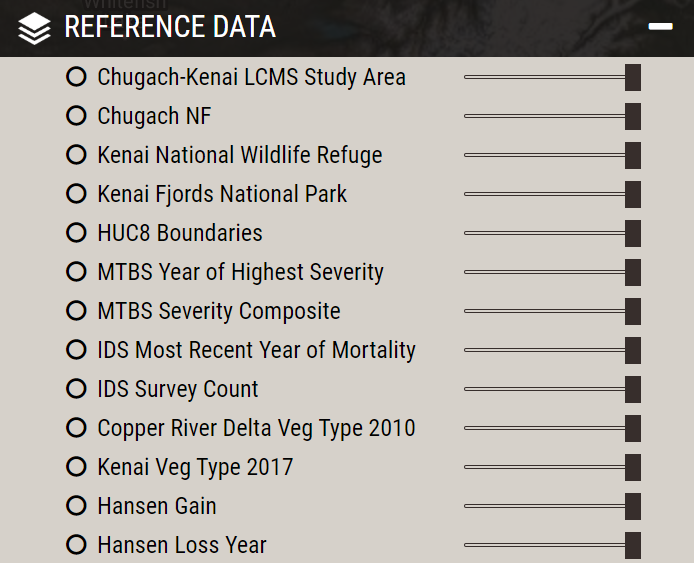 Whitefish
REFERENCE DATA
Chugach-Kenai LCMS Study Area
Chugach NF
Kenai National Wildlife Refuge
Kenai Fjords National Park
HUC8 Boundaries
MTBS Year of Highest Severity
MTBS Severity Composite
IDS Most Recent Year of Mortality
IDS Survey Count
Copper River Delta Veg Type 2010
Kenai Veg Type 2017
Hansen Gain
Hansen Loss Year